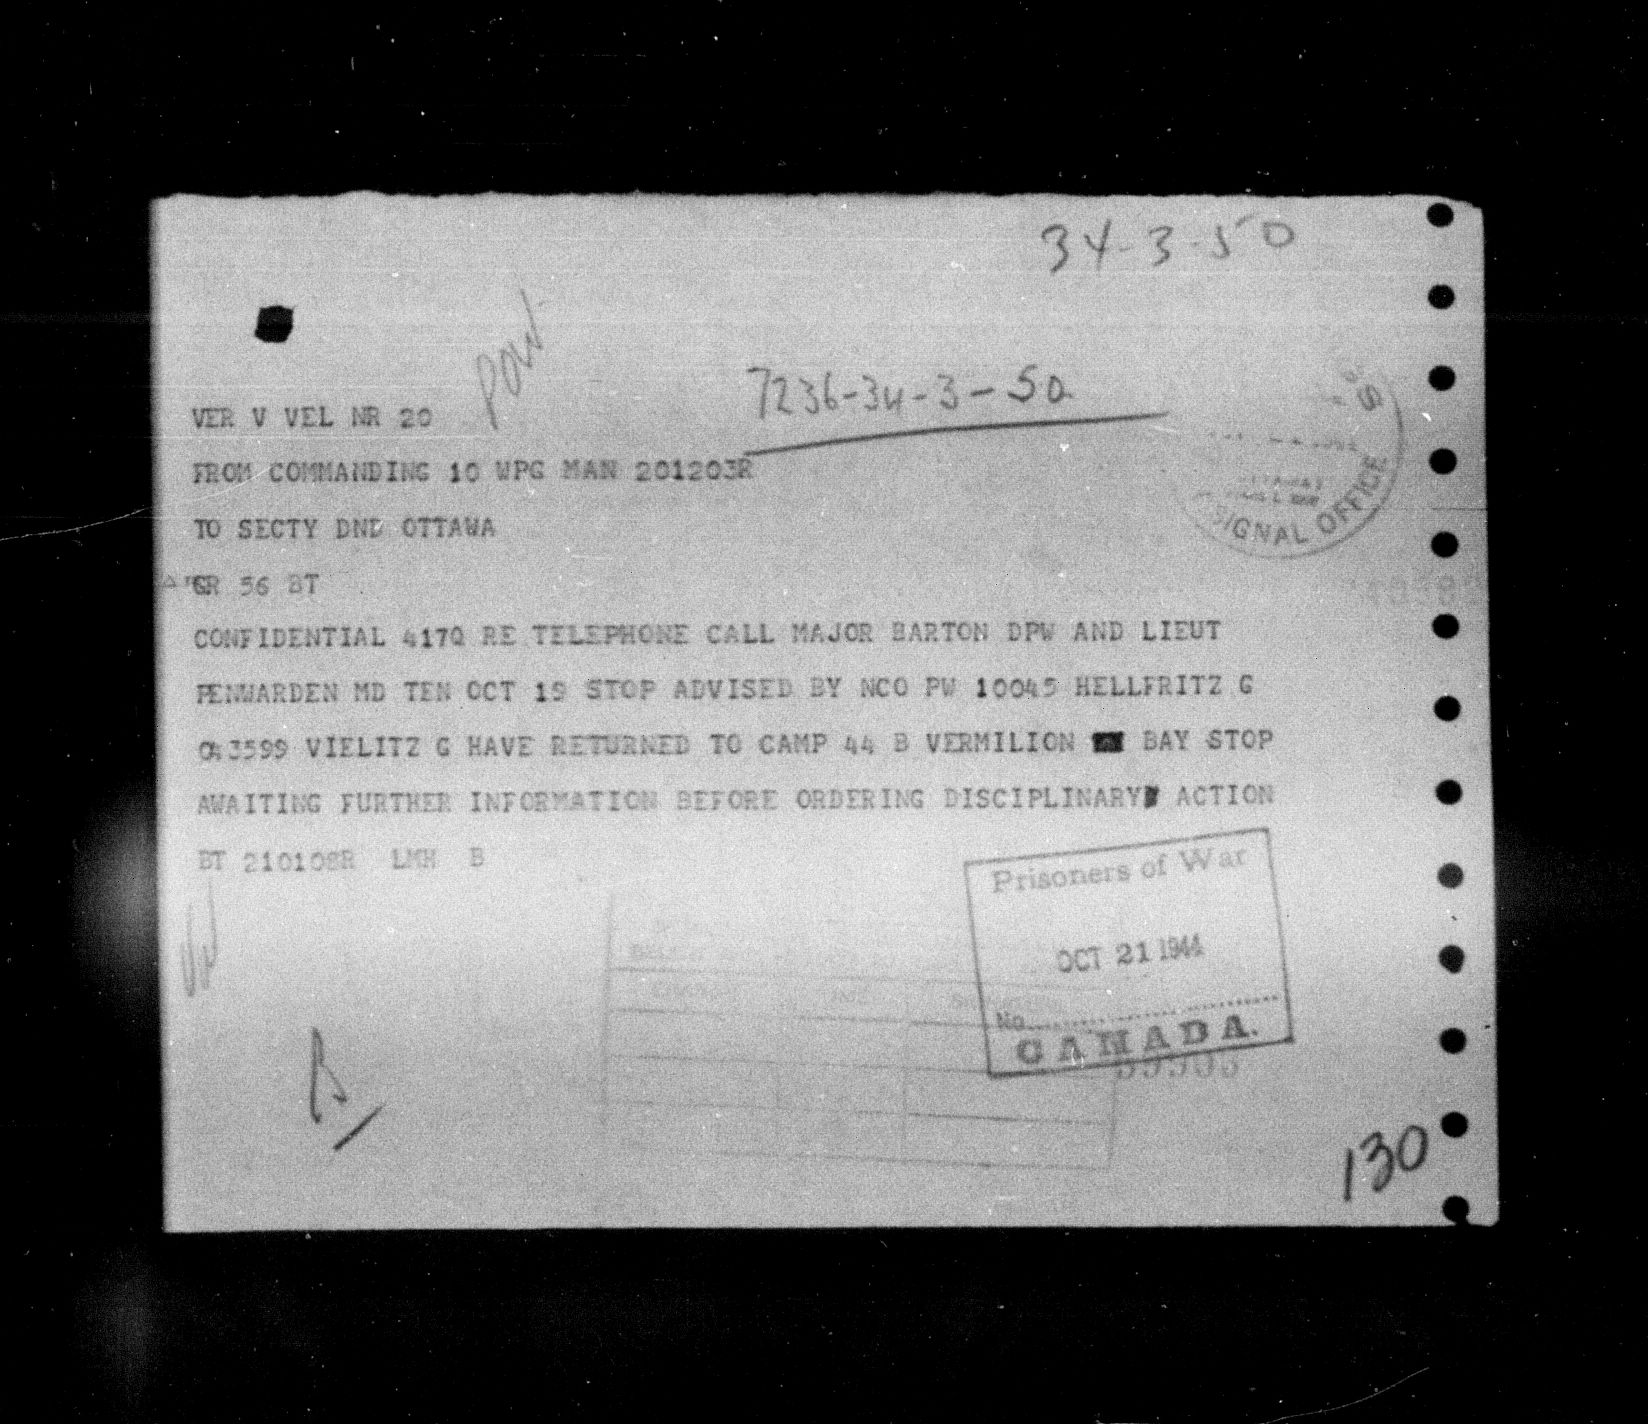 34-3-50
7236-34-3-50
VER V VEL NR 20
FROM COMMANDING 10 WPG MAN 201203R
TO SECTY DND OTTAWA
GR 56 BT
CONFIDENTIAL 417Q RE TELEPHONE CALL MAJOR BARTON DPW AND LIEUT
PENWARDEN MD TEN OCT 19 STOP ADVISED BY NCO PW 10045 HELLFRITZ G
043599 VIELITZ G HAVE RETURNED TO CAMP 44 B VERMILION BAY STOP
AWAITING FURTHER INFORMATION BEFORE ORDERING DISCIPLINARY ACTION
BT 210108R LMH B
SIGNAL OFFICE
Prisoners of War
OCT 21 1944
No.
CANADA.
130